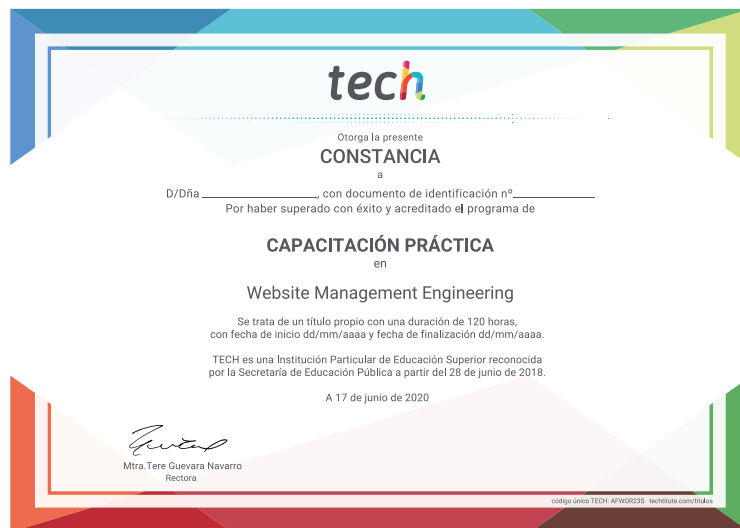 tech
Otorga la presente
CONSTANCIA
a
D/Dña ____________________, con documento de identificación nº______________
Por haber superado con éxito y acreditado el programa de
CAPACITACIÓN PRÁCTICA
en
Website Management Engineering
Se trata de un título propio con una duración de 120 horas,
con fecha de inicio dd/mm/aaaa y fecha de finalización dd/mm/aaaa.
TECH es una Institución Particular de Educación Superior reconocida
por la Secretaría de Educación Pública a partir del 28 de junio de 2018.
A 17 de junio de 2020
Mtra.Tere Guevara Navarro
Rectora
código único TECH: AFWOR23S techtitute.com/titulos